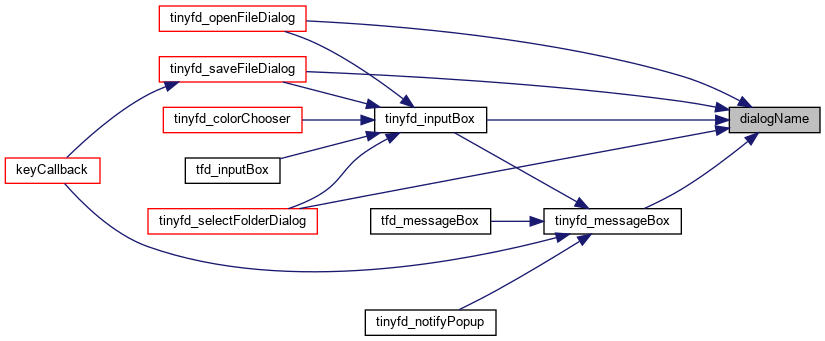 tinyfd_openFileDialog
tinyfd_saveFileDialog
tinyfd_colorChooser
tinyfd_inputBox
dialogName
keyCallback
tfd_inputBox
tinyfd_selectFolderDialog
tfd_messageBox
tinyfd_messageBox
tinyfd_notifyPopup